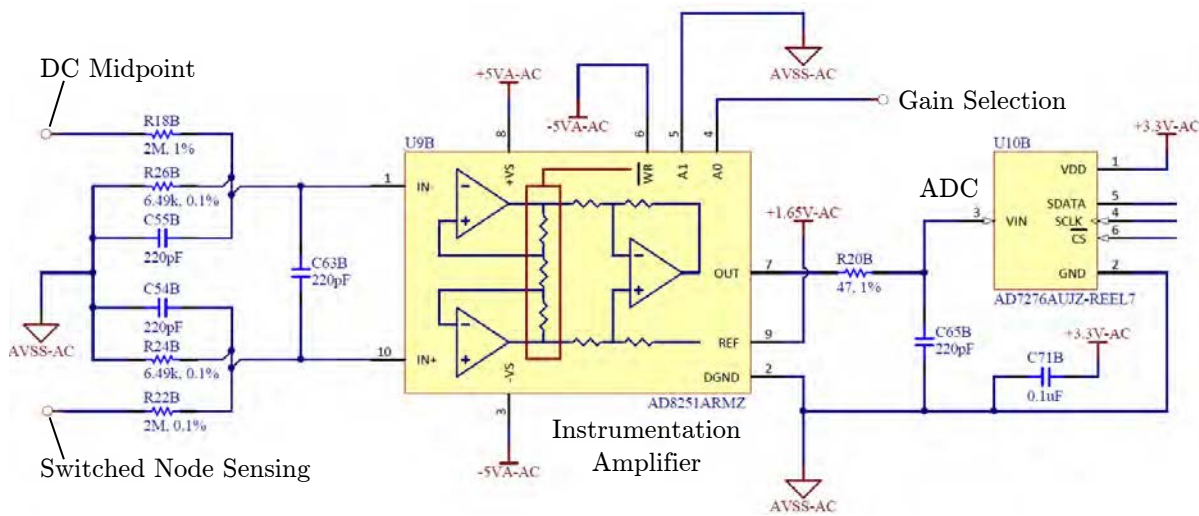 DC Midpoint
R18B
2M, 1%
R26B
6.49k, 0.1%
C55B
220pF
C54B
220pF
AVSS-AC
R24B
6.49k, 0.1%
R22B
2M, 0.1%
Switched Node Sensing
C63B
220pF
+5VA-AC
-5VA-AC
AVSS-AC
Gain Selection
8
6
5
4
U9B
+VS
WR
A1
A0
1
IN-
10
IN+
-VS
3
-5VA-AC
OUT
7
REF
9
DGND
2
AD8251ARMZ
Instrumentation
Amplifier
+1.65V-AC
R20B
47, 1%
C65B
220pF
AVSS-AC
C71B
0.1uF
+3.3V-AC
ADC
+3.3V-AC
U10B
3
VIN
VDD
1
SDATA
5
SCLK
4
CS
6
GND
2
AD7276AUJZ-REEL7